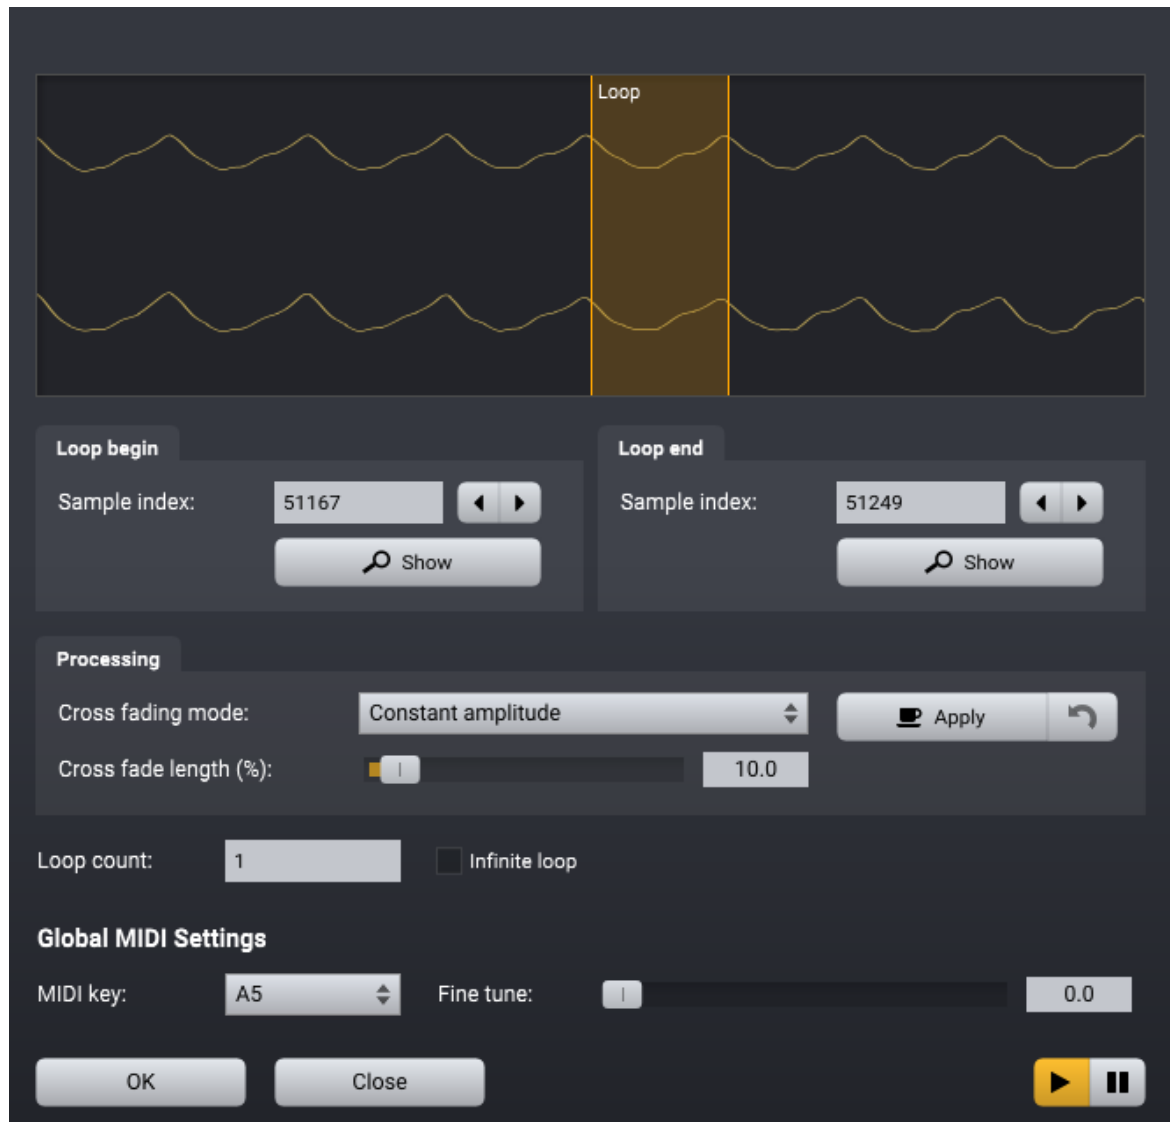 Loop
Loop begin
Loop end
Sample index: 51167
Sample index: 51249
Show
Show
Processing
Cross fading mode: Constant amplitude Apply
Cross fade length (%): 10.0
Loop count: 1 Infinite loop
Global MIDI Settings
MIDI key: A5 Fine tune: 0.0
OK Close